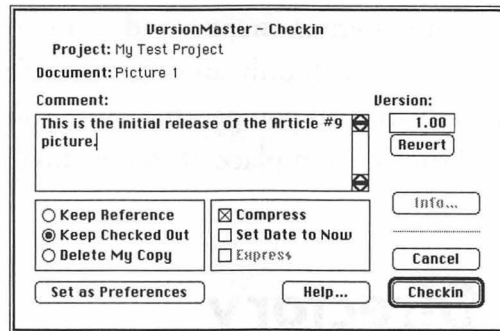 VersionMaster – Checkin
Project: My Test Project
Document: Picture 1
Comment:
Version:
This is the initial release of the Article #9
picture.
1.00
Revert
Info...
Keep Reference
Keep Checked Out
Delete My Copy
Compress
Set Date to Now
Express
Cancel
Set as Preferences
Help...
Checkin